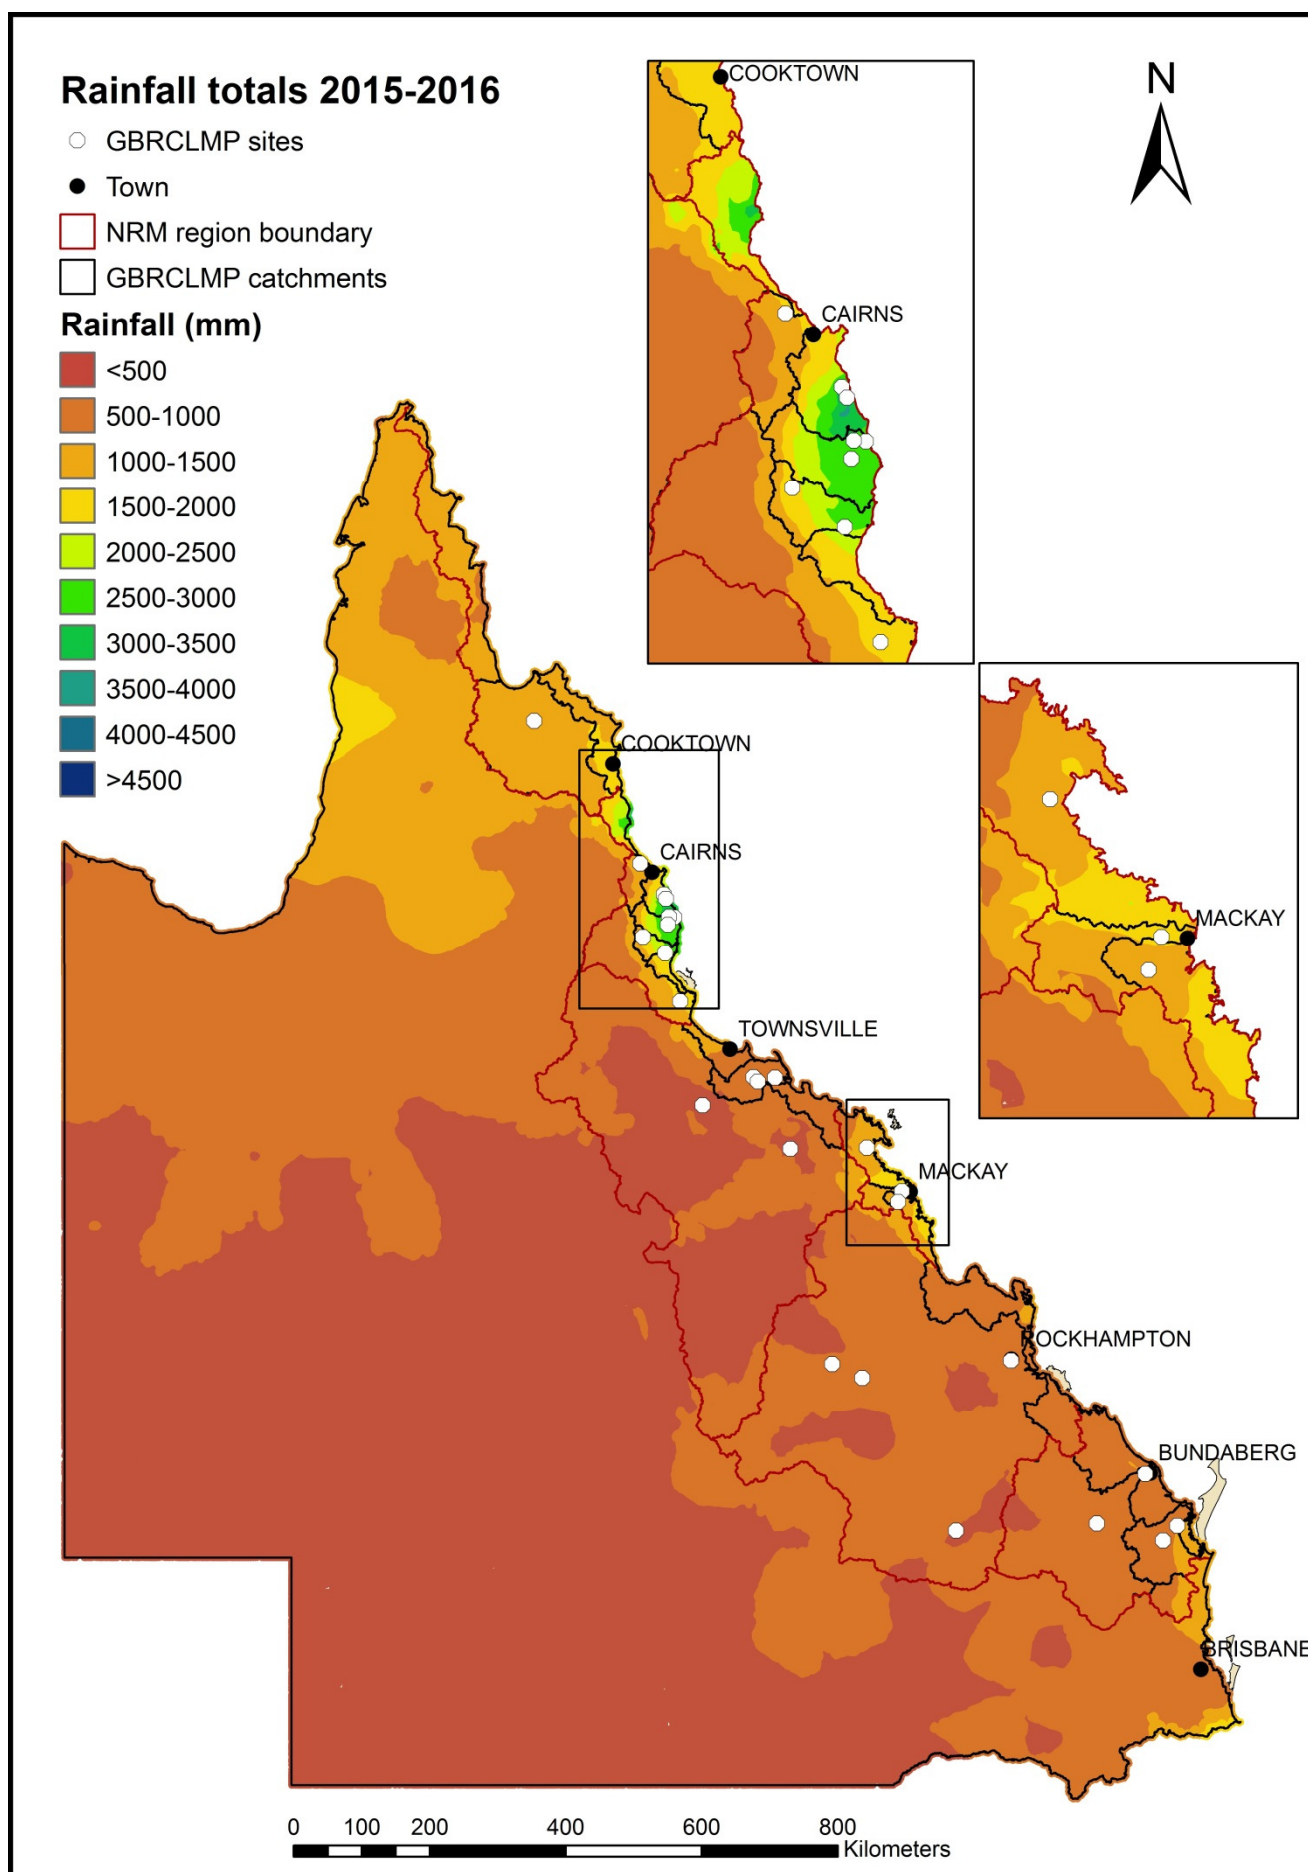 Rainfall totals 2015-2016
GBRCLMP sites
Town
NRM region boundary
GBRCLMP catchments
Rainfall (mm)
<500
500-1000
1000-1500
1500-2000
2000-2500
2500-3000
3000-3500
3500-4000
4000-4500
>4500
N
COOKTOWN
CAIRNS
MACKAY
COOKTOWN
CAIRNS
TOWNSVILLE
MACKAY
ROCKHAMPTON
BUNDABERG
BRISBANE
0 100 200 400 600 800
Kilometers